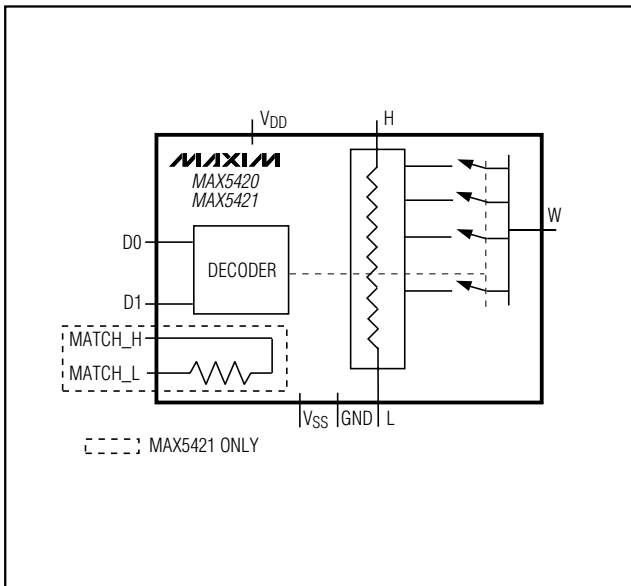 VDD
H
MAXIM
MAX5420
MAX5421
W
D0
DECODER
D1
MATCH_H
MATCH_L
VSS
GND
L
MAX5421 ONLY